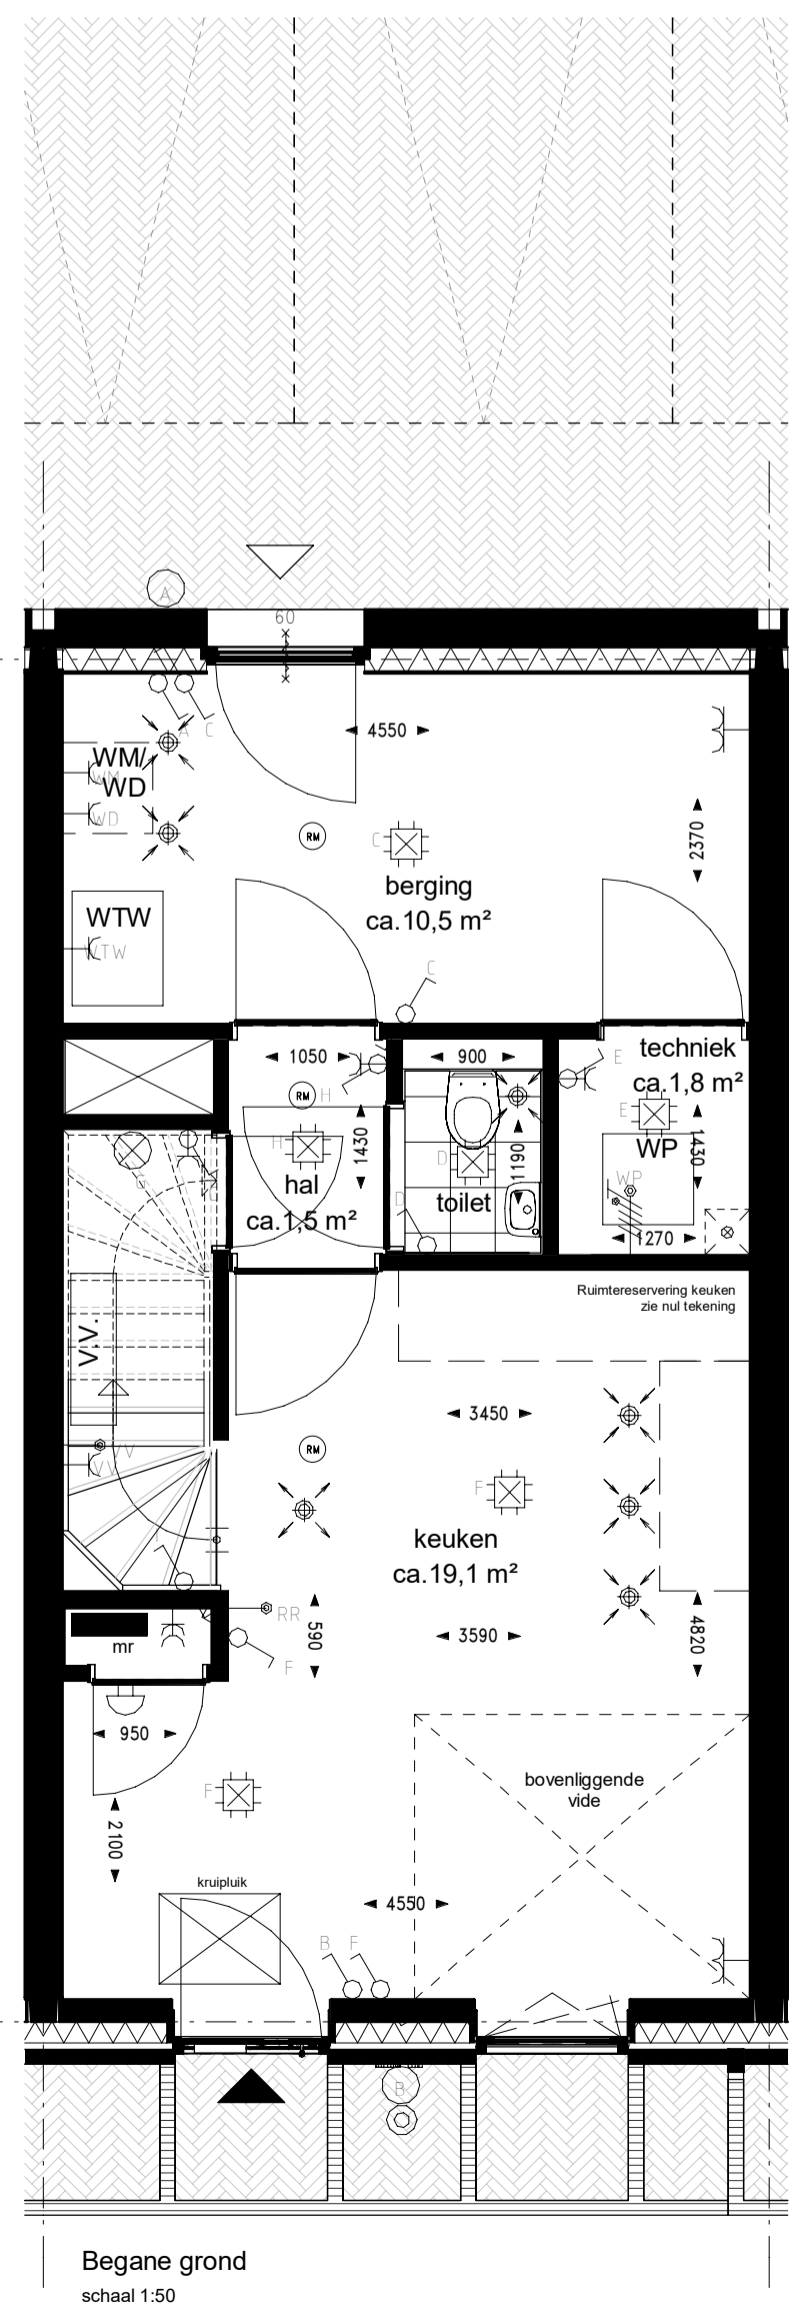 A
60
A C
4550
WM/
WD
WM
WD
2370
RM
C
berging
ca.10,5 m²
WTW
WTW
C
techniek
ca.1,8 m²
1050
900
E
RM
H
E
H
1430
D
1190
WP
1430
hal
ca.1,5 m²
toilet
WP
D
1270
Ruimtereservering keuken
zie nul tekening
V.V.
3450
VV
VV
RM
F
keuken
ca.19,1 m²
RR
590
3590
4820
mr
F
950
bovenliggende
vide
F
2100
kruipluik
4550
B F
B
Begane grond
schaal 1:50